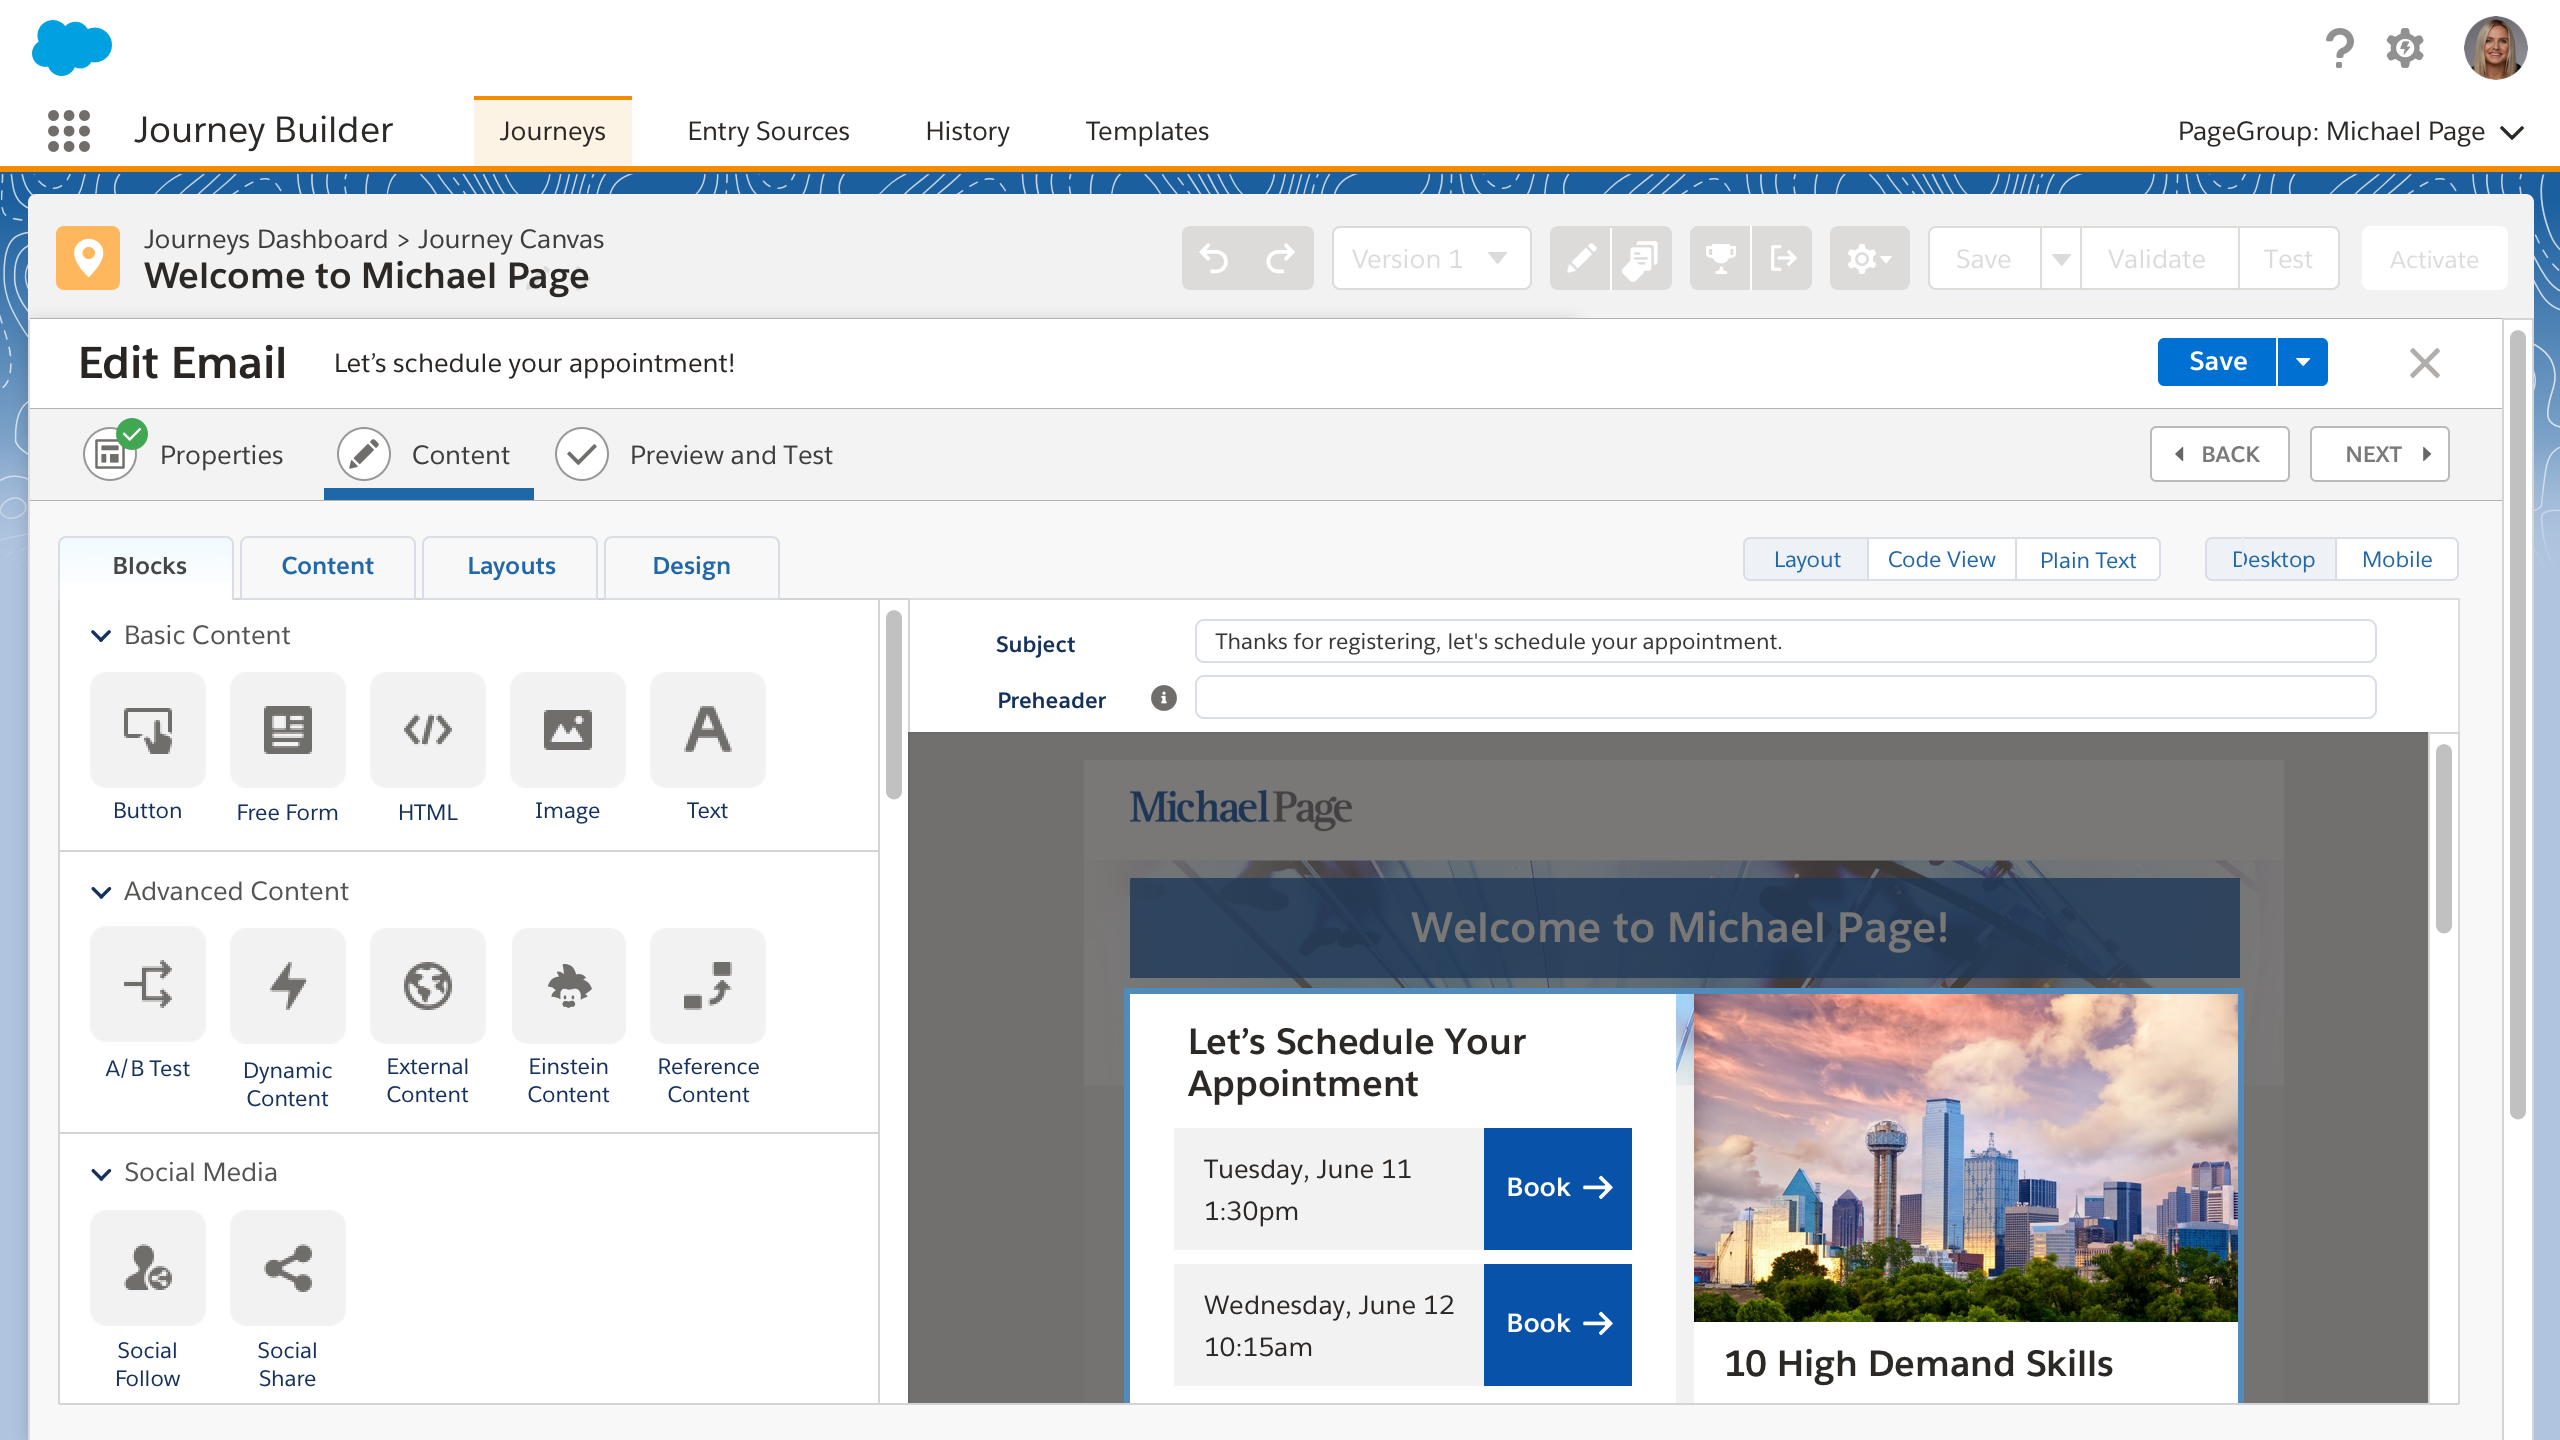 Journey Builder
Journeys
Entry Sources
History
Templates
PageGroup: Michael Page
Journeys Dashboard > Journey Canvas
Welcome to Michael Page
Version 1
Save
Validate
Test
Activate
Edit Email
Let’s schedule your appointment!
Save
Properties
Content
Preview and Test
BACK
NEXT
Blocks
Content
Layouts
Design
Layout
Code View
Plain Text
Desktop
Mobile
Basic Content
Button
Free Form
HTML
Image
Text
Advanced Content
A/B Test
Dynamic
Content
External
Content
Einstein
Content
Reference
Content
Social Media
Social
Follow
Social
Share
Subject
Thanks for registering, let's schedule your appointment.
Preheader
MichaelPage
Welcome to Michael Page!
Let’s Schedule Your
Appointment
Tuesday, June 11
1:30pm
Book
Wednesday, June 12
10:15am
Book
10 High Demand Skills